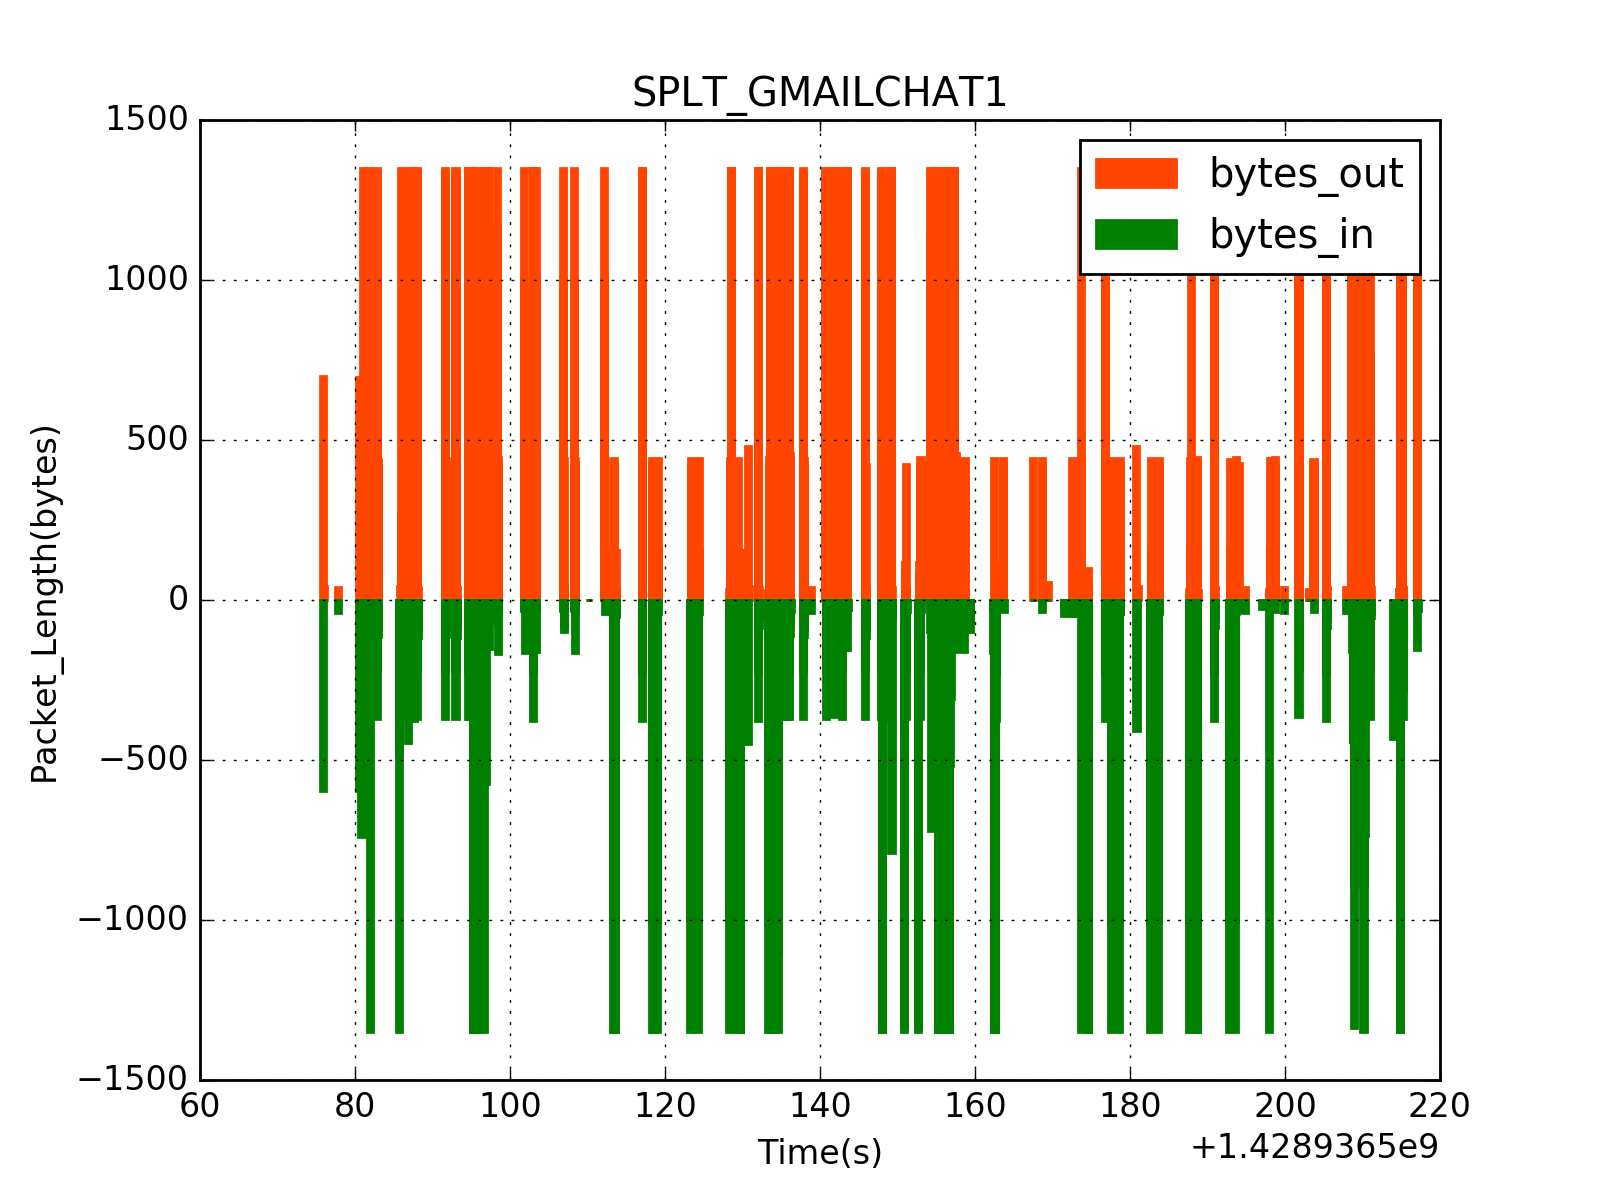 SPLT_GMAILCHAT1
1500
1000
500
0
−500
−1000
−1500
Packet_Length(bytes)
bytes_out
bytes_in
60 80 100 120 140 160 180 200 220
Time(s)
+1.4289365e9